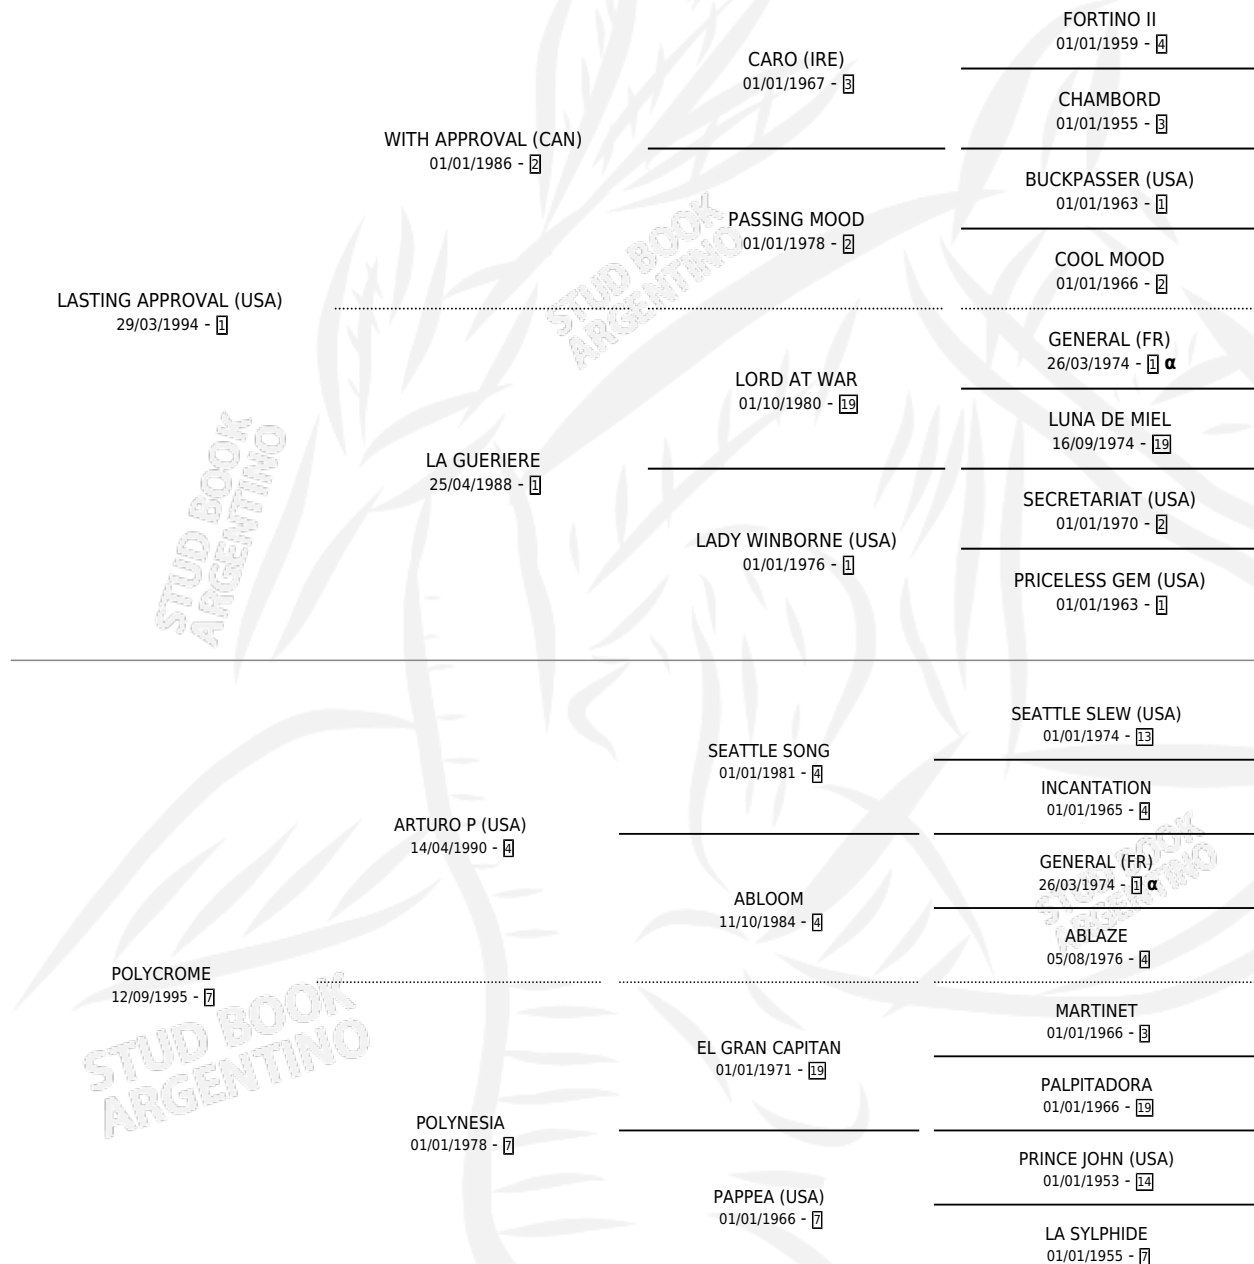 FORTINO II
01/01/1959 - 4
CARO (IRE)
01/01/1967 - 3
CHAMBORD
01/01/1955 - 3
WITH APPROVAL (CAN)
01/01/1986 - 2
BUCKPASSER (USA)
01/01/1963 - 1
PASSING MOOD
01/01/1978 - 2
COOL MOOD
01/01/1966 - 2
LASTING APPROVAL (USA)
29/03/1994 - 1
GENERAL (FR)
26/03/1974 - 1 α
LORD AT WAR
01/10/1980 - 19
LUNA DE MIEL
16/09/1974 - 19
LA GUERIERE
25/04/1988 - 1
SECRETARIAT (USA)
01/01/1970 - 2
LADY WINBORNE (USA)
01/01/1976 - 1
PRICELESS GEM (USA)
01/01/1963 - 1
SEATTLE SLEW (USA)
01/01/1974 - 13
SEATTLE SONG
01/01/1981 - 4
INCANTATION
01/01/1965 - 4
ARTURO P (USA)
14/04/1990 - 4
GENERAL (FR)
26/03/1974 - 1 α
ABLOOM
11/10/1984 - 4
ABLAZE
05/08/1976 - 4
POLYCROME
12/09/1995 - 7
MARTINET
01/01/1966 - 3
EL GRAN CAPITAN
01/01/1971 - 19
PALPITADORA
01/01/1966 - 19
POLYNESIA
01/01/1978 - 7
PRINCE JOHN (USA)
01/01/1953 - 14
PAPPEA (USA)
01/01/1966 - 7
LA SYLPHIDE
01/01/1955 - 7
STUD BOOK
ARGENTINO
STUD BOOK
ARGENTINO
STUD BOOK
ARGENTINO
STUD BOOK
ARGENTINO